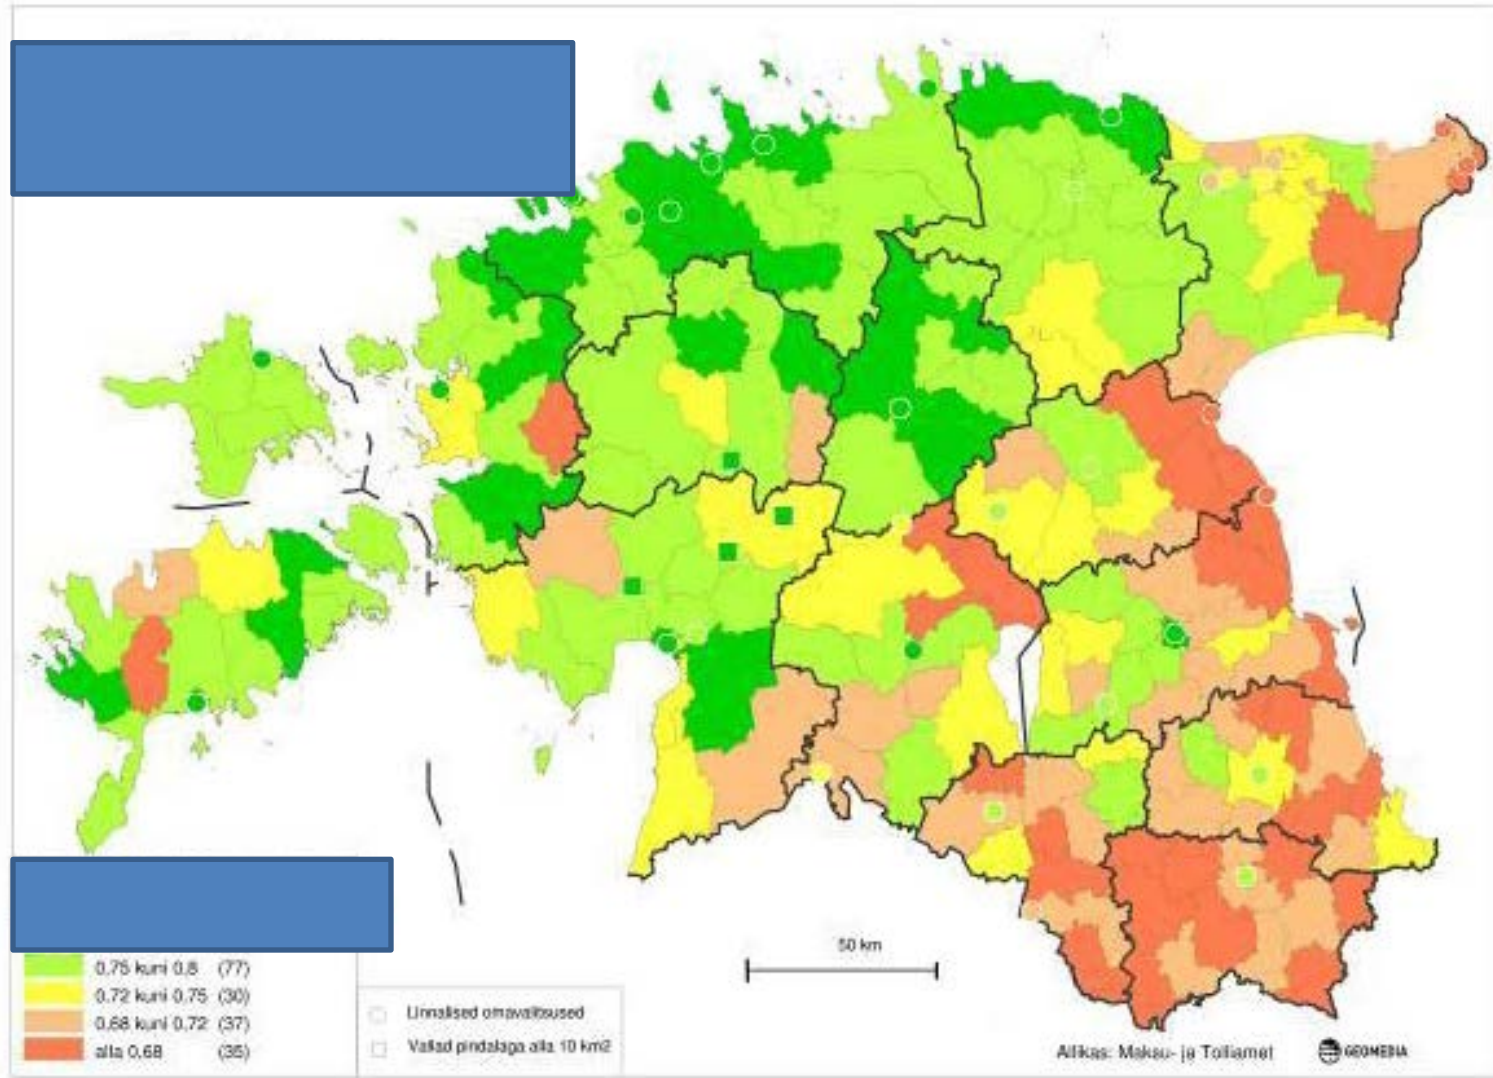 0,75 kuni 0,8 (77)
0,72 kuni 0,75 (30)
0,68 kuni 0,72 (37)
alla 0,68 (35)
Linnalised omavalitsused
Vallad pindalaga alla 10 km2
50 km
Allikas: Maksu- ja Tolliamet
GEOMEDIA